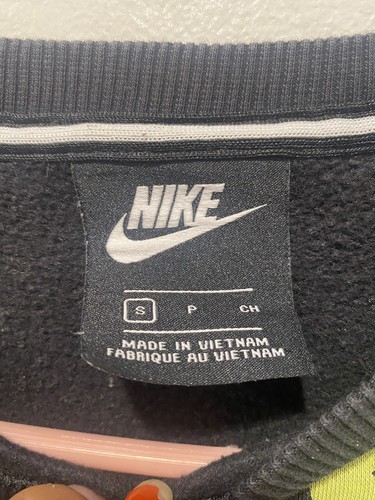 NIKE
S P CH
MADE IN VIETNAM
FABRIQUE AU VIETNAM